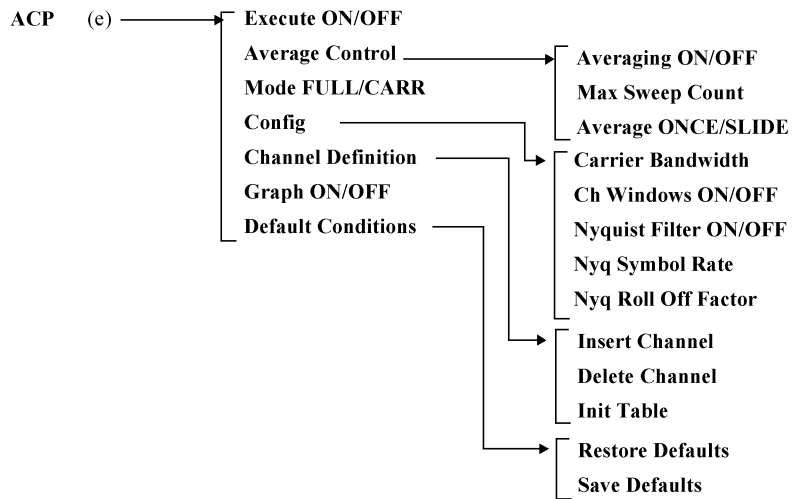 ACP (e)
Execute ON/OFF
Average Control
Mode FULL/CARR
Config
Channel Definition
Graph ON/OFF
Default Conditions
Averaging ON/OFF
Max Sweep Count
Average ONCE/SLIDE
Carrier Bandwidth
Ch Windows ON/OFF
Nyquist Filter ON/OFF
Nyq Symbol Rate
Nyq Roll Off Factor
Insert Channel
Delete Channel
Init Table
Restore Defaults
Save Defaults